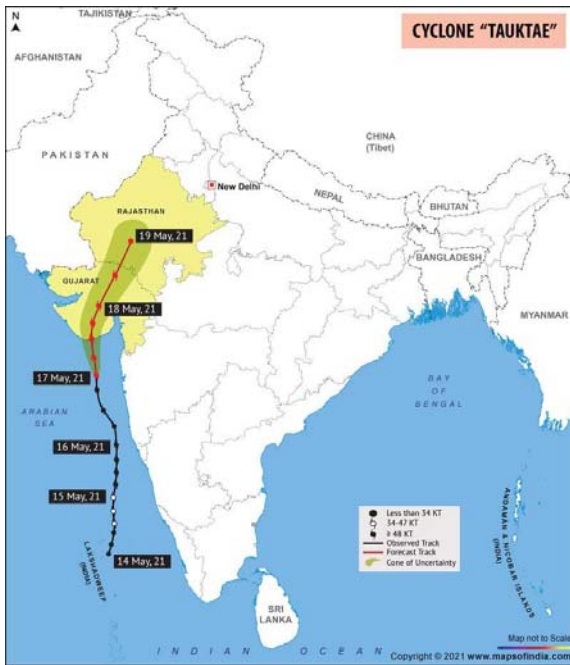 TAJIKISTAN
N
CYCLONE "TAUKTAE"
AFGHANISTAN
CHINA
(Tibet)
PAKISTAN
New Delhi
NEPAL
BHUTAN
RAJASTHAN
19 May, 21
BANGLADESH
GUJARAT
18 May, 21
MYANMAR
17 May, 21
ARABIAN
SEA
BAY
OF
BENGAL
16 May, 21
15 May, 21
LAKSHADWEEP
(INDIA)
14 May, 21
ANDAMAN & NICOBAR ISLANDS
(INDIA)
Less than 34 KT
34-47 KT
≥ 48 KT
Observed Track
Forecast Track
Cone of Uncertainty
SRI
LANKA
INDIAN OCEAN
Map not to Scale
Copyright © 2021 www.mapsofindia.com